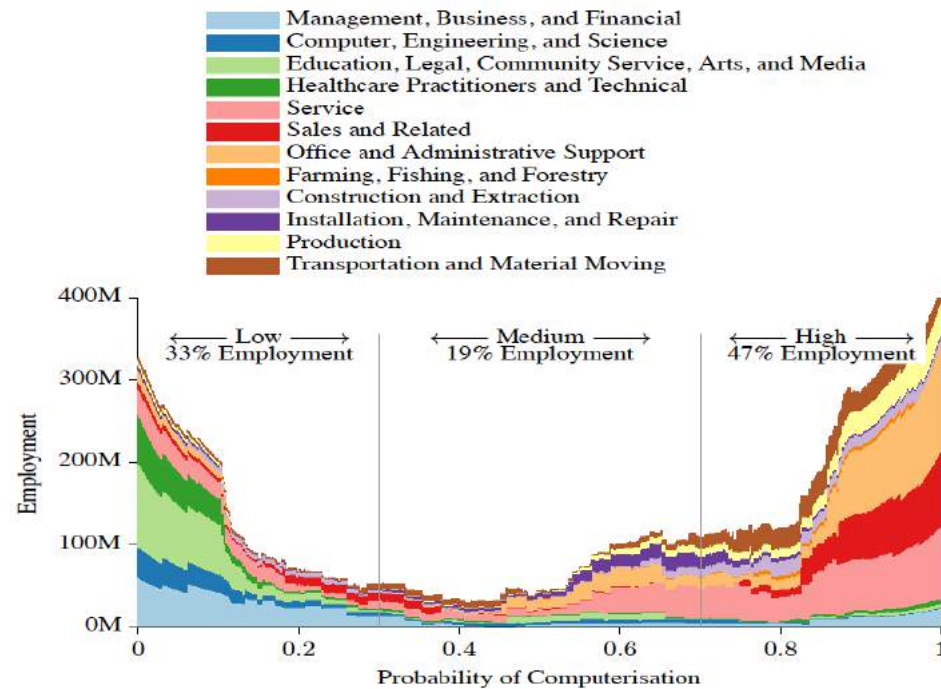 Management, Business, and Financial
Computer, Engineering, and Science
Education, Legal, Community Service, Arts, and Media
Healthcare Practitioners and Technical
Service
Sales and Related
Office and Administrative Support
Farming, Fishing, and Forestry
Construction and Extraction
Installation, Maintenance, and Repair
Production
Transportation and Material Moving
400M
← Low →
← Medium →
← High →
33% Employment
19% Employment
47% Employment
300M
200M
100M
0M
Employment
0
0.2
0.4
0.6
0.8
1
Probability of Computerisation